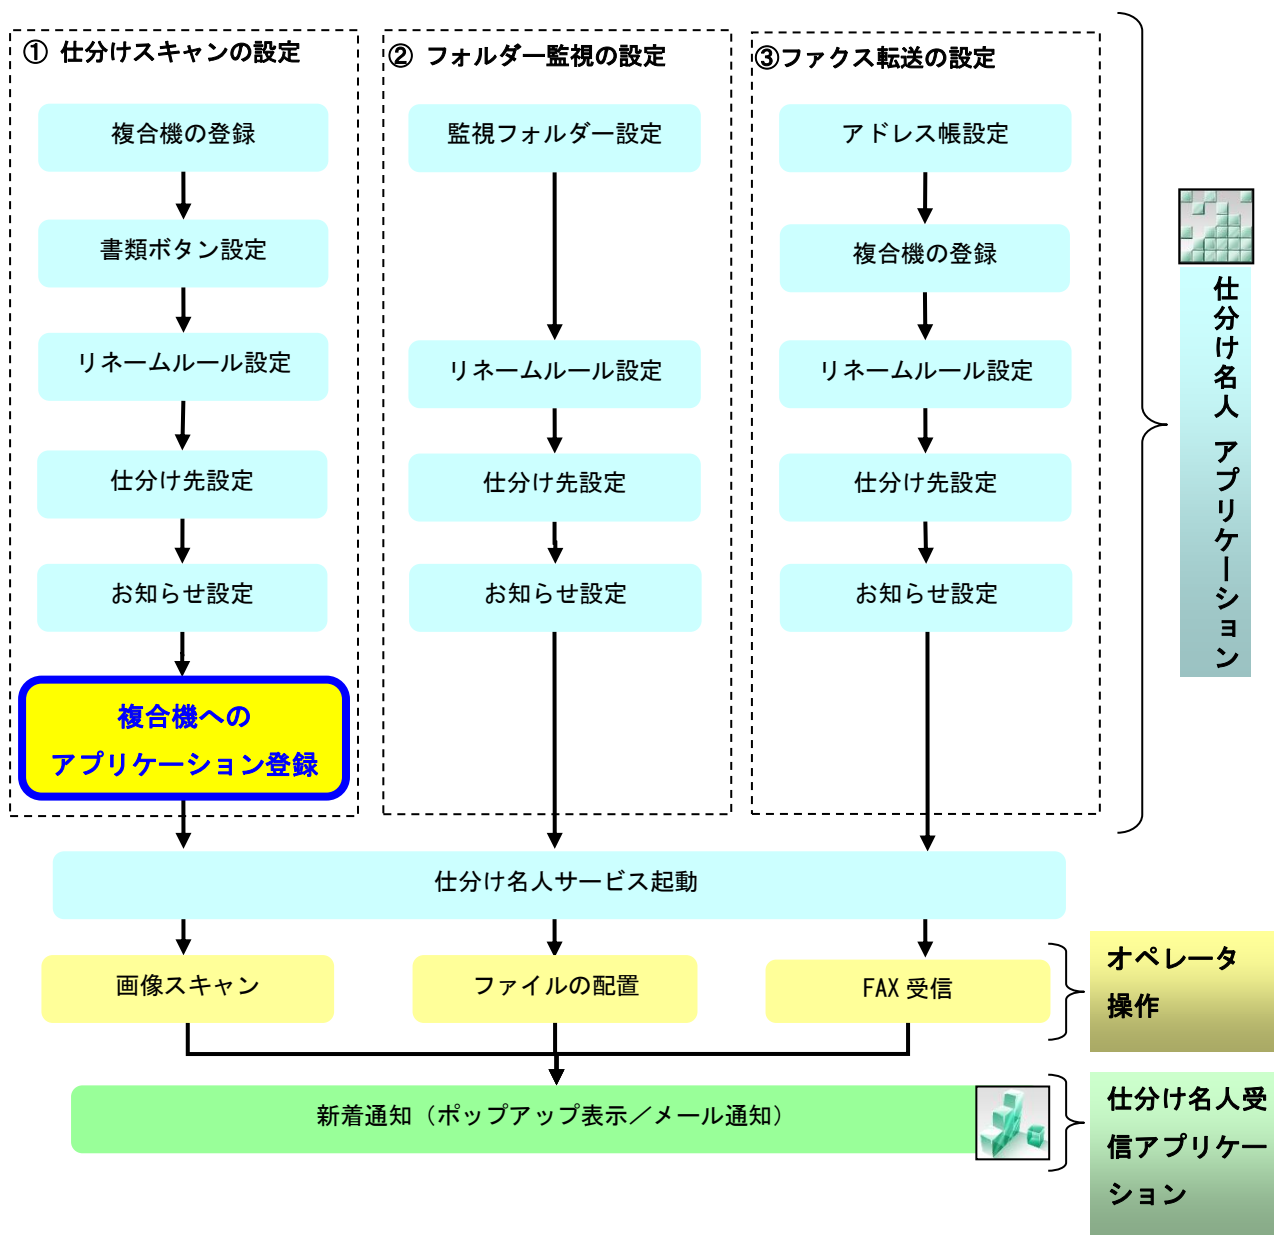 ① 仕分けスキャンの設定
複合機の登録
書類ボタン設定
リネームルール設定
仕分け先設定
お知らせ設定
複合機への
アプリケーション登録
② フォルダー監視の設定
監視フォルダー設定
リネームルール設定
仕分け先設定
お知らせ設定
③ファクス転送の設定
アドレス帳設定
複合機の登録
リネームルール設定
仕分け先設定
お知らせ設定
仕分け名人 アプリケーション
仕分け名人サービス起動
画像スキャン
ファイルの配置
FAX 受信
オペレータ
操作
新着通知（ポップアップ表示／メール通知）
仕分け名人受
信アプリケー
ション